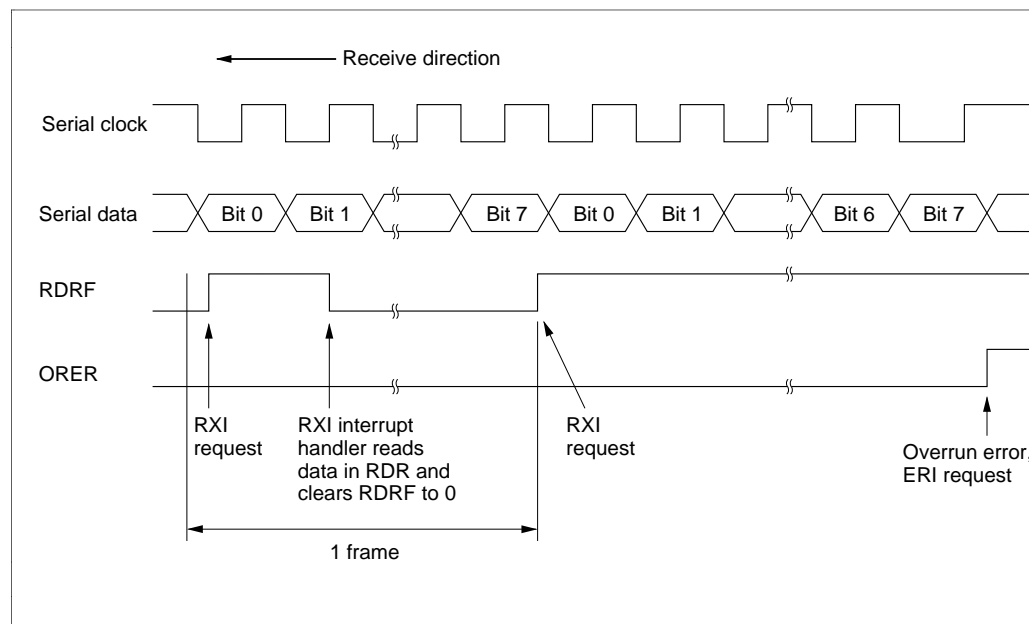 Receive direction
Serial clock
Serial data
Bit 0
Bit 1
Bit 7
Bit 0
Bit 1
Bit 6
Bit 7
RDRF
ORER
RXI
request
RXI interrupt
handler reads
data in RDR and
clears RDRF to 0
RXI
request
Overrun error,
ERI request
1 frame